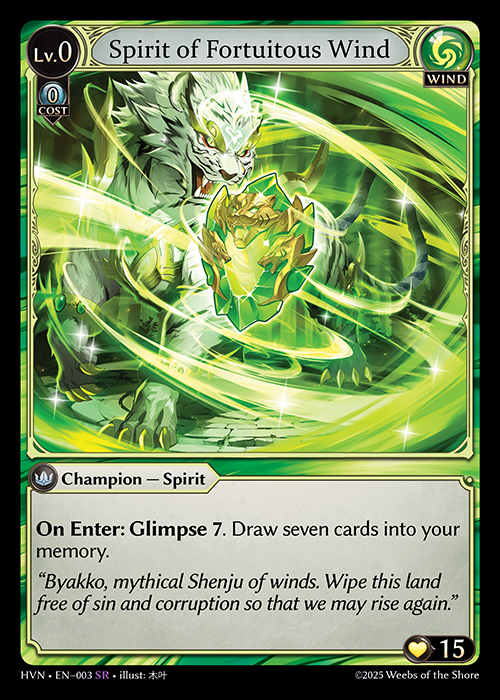 Lv.0
Spirit of Fortuitous Wind
WIND
0
COST
Champion — Spirit
On Enter: Glimpse 7. Draw seven cards into your
memory.
“Byakko, mythical Shenju of winds. Wipe this land
free of sin and corruption so that we may rise again.”
15
HVN • EN-003 SR • illust: 木叶
©2025 Weebs of the Shore